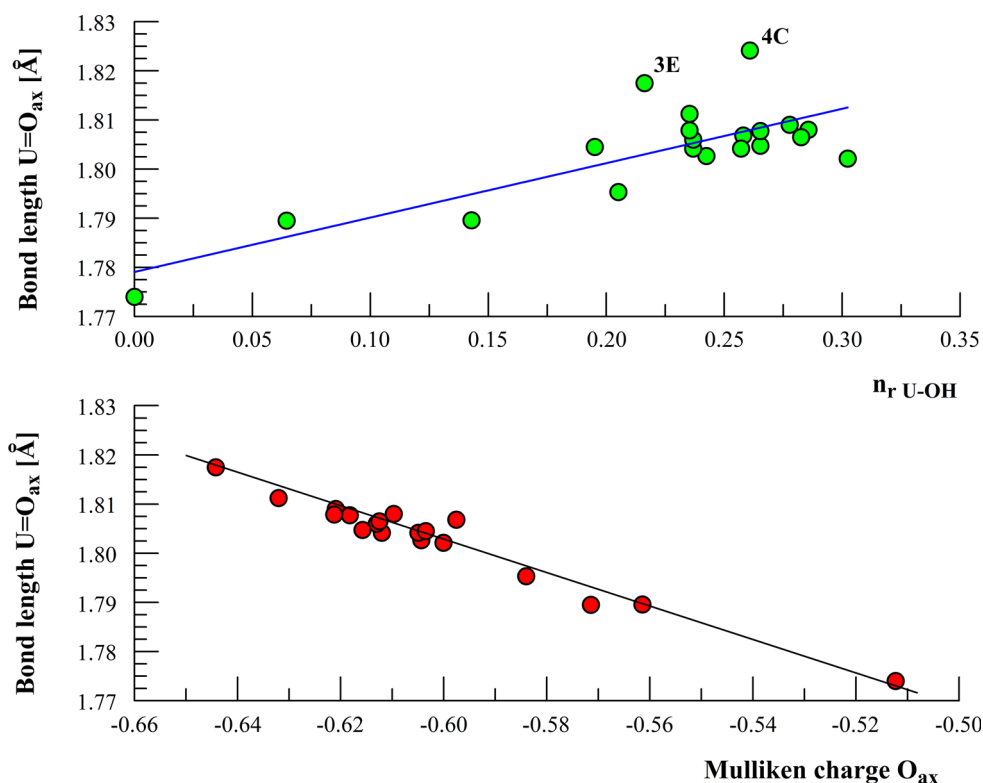 1.83
1.82
1.81
1.80
1.79
1.78
1.77
Bond length U=Oax [Å]
3E
4C
0.00 0.05 0.10 0.15 0.20 0.25 0.30 0.35
nr U-OH
1.83
1.82
1.81
1.80
1.79
1.78
1.77
Bond length U=Oax [Å]
-0.66 -0.64 -0.62 -0.60 -0.58 -0.56 -0.54 -0.52 -0.50
Mulliken charge Oax